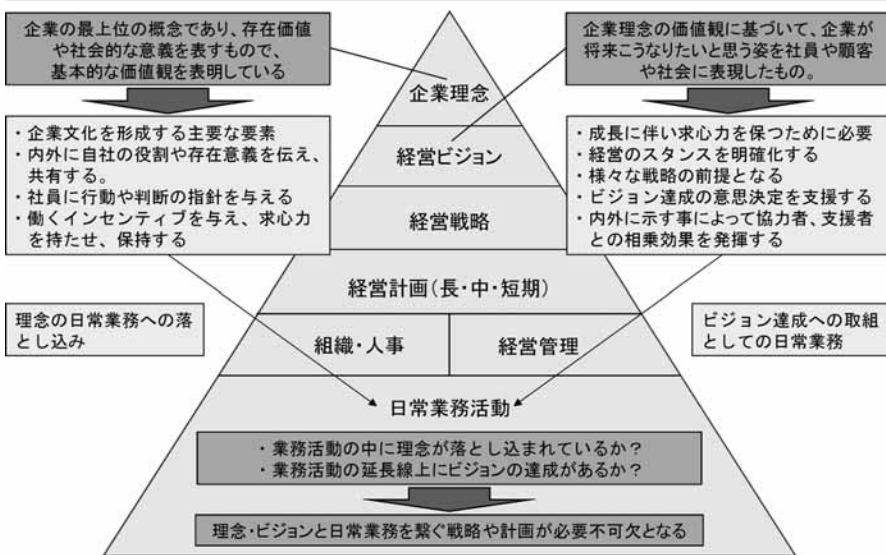 企業の最上位の概念であり、存在価値
や社会的な意義を表すもので、
基本的な価値観を表明している
企業理念の価値観に基づいて、企業が
将来こうなりたいと思う姿を社員や顧客
や社会に表現したもの。
企業理念
・企業文化を形成する主要な要素
・内外に自社の役割や存在意義を伝え、
共有する。
・社員に行動や判断の指針を与える
・働くインセンティブを与え、求心力
を持たせ、保持する
経営ビジョン
・成長に伴い求心力を保つために必要
・経営のスタンスを明確化する
・様々な戦略の前提となる
・ビジョン達成の意思決定を支援する
・内外に示す事によって協力者、支援者
との相乗効果を発揮する
経営戦略
経営計画(長・中・短期)
理念の日常業務への落
とし込み
組織・人事
経営管理
ビジョン達成への取組
としての日常業務
日常業務活動
・業務活動の中に理念が落とし込まれているか?
・業務活動の延長線上にビジョンの達成があるか?
理念・ビジョンと日常業務を繋ぐ戦略や計画が必要不可欠となる